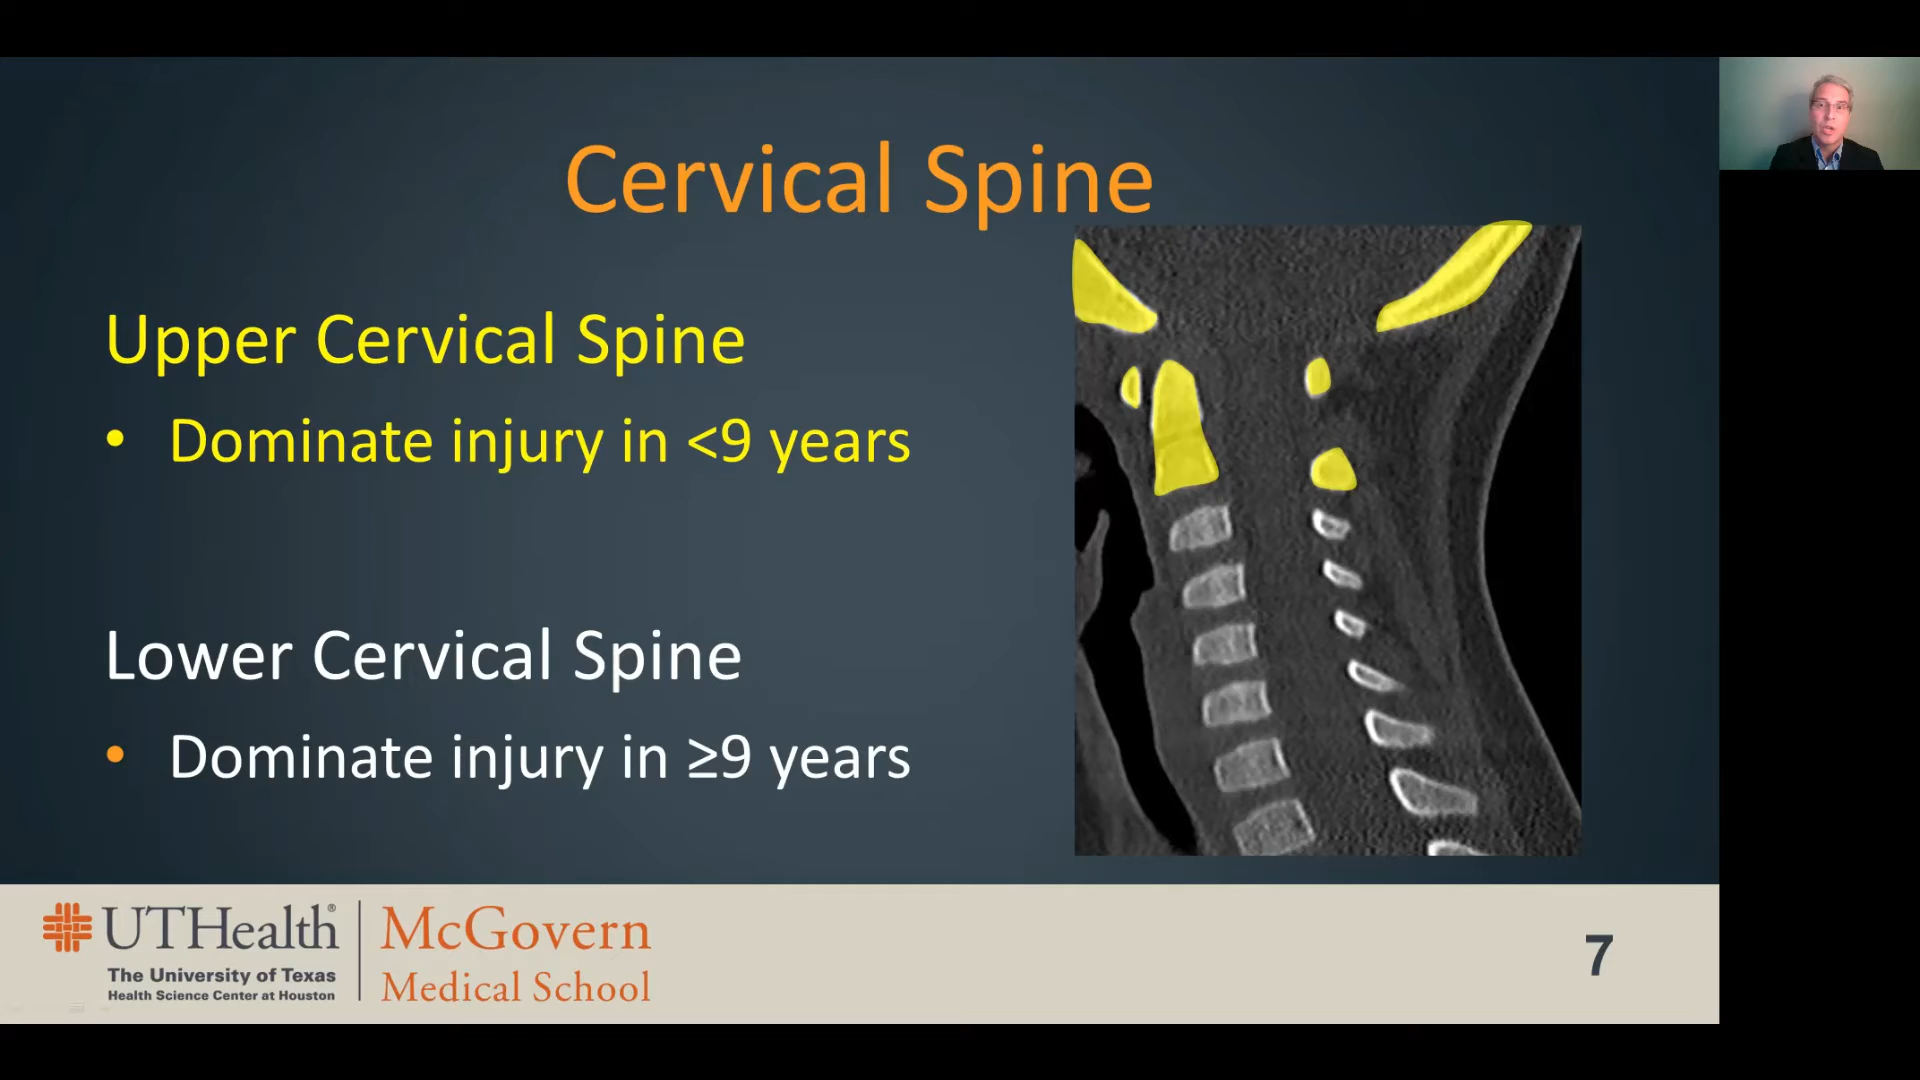 Cervical Spine
Upper Cervical Spine
• Dominate injury in <9 years
Lower Cervical Spine
• Dominate injury in ≥9 years
UTHealth®
The University of Texas
Health Science Center at Houston
McGovern
Medical School
7